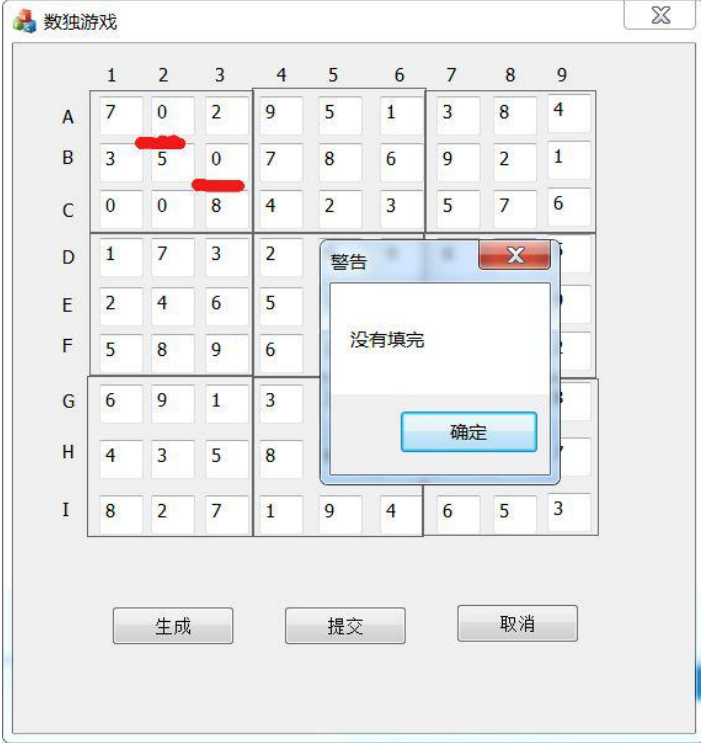 数独游戏
1 2 3 4 5 6 7 8 9
A 7 0 2 9 5 1 3 8 4
B 3 5 0 7 8 6 9 2 1
C 0 0 8 4 2 3 5 7 6
D 1 7 3 2
E 2 4 6 5
F 5 8 9 6
G 6 9 1 3
H 4 3 5 8
I 8 2 7 1 9 4 6 5 3
警告
没有填完
确定
生成 提交 取消